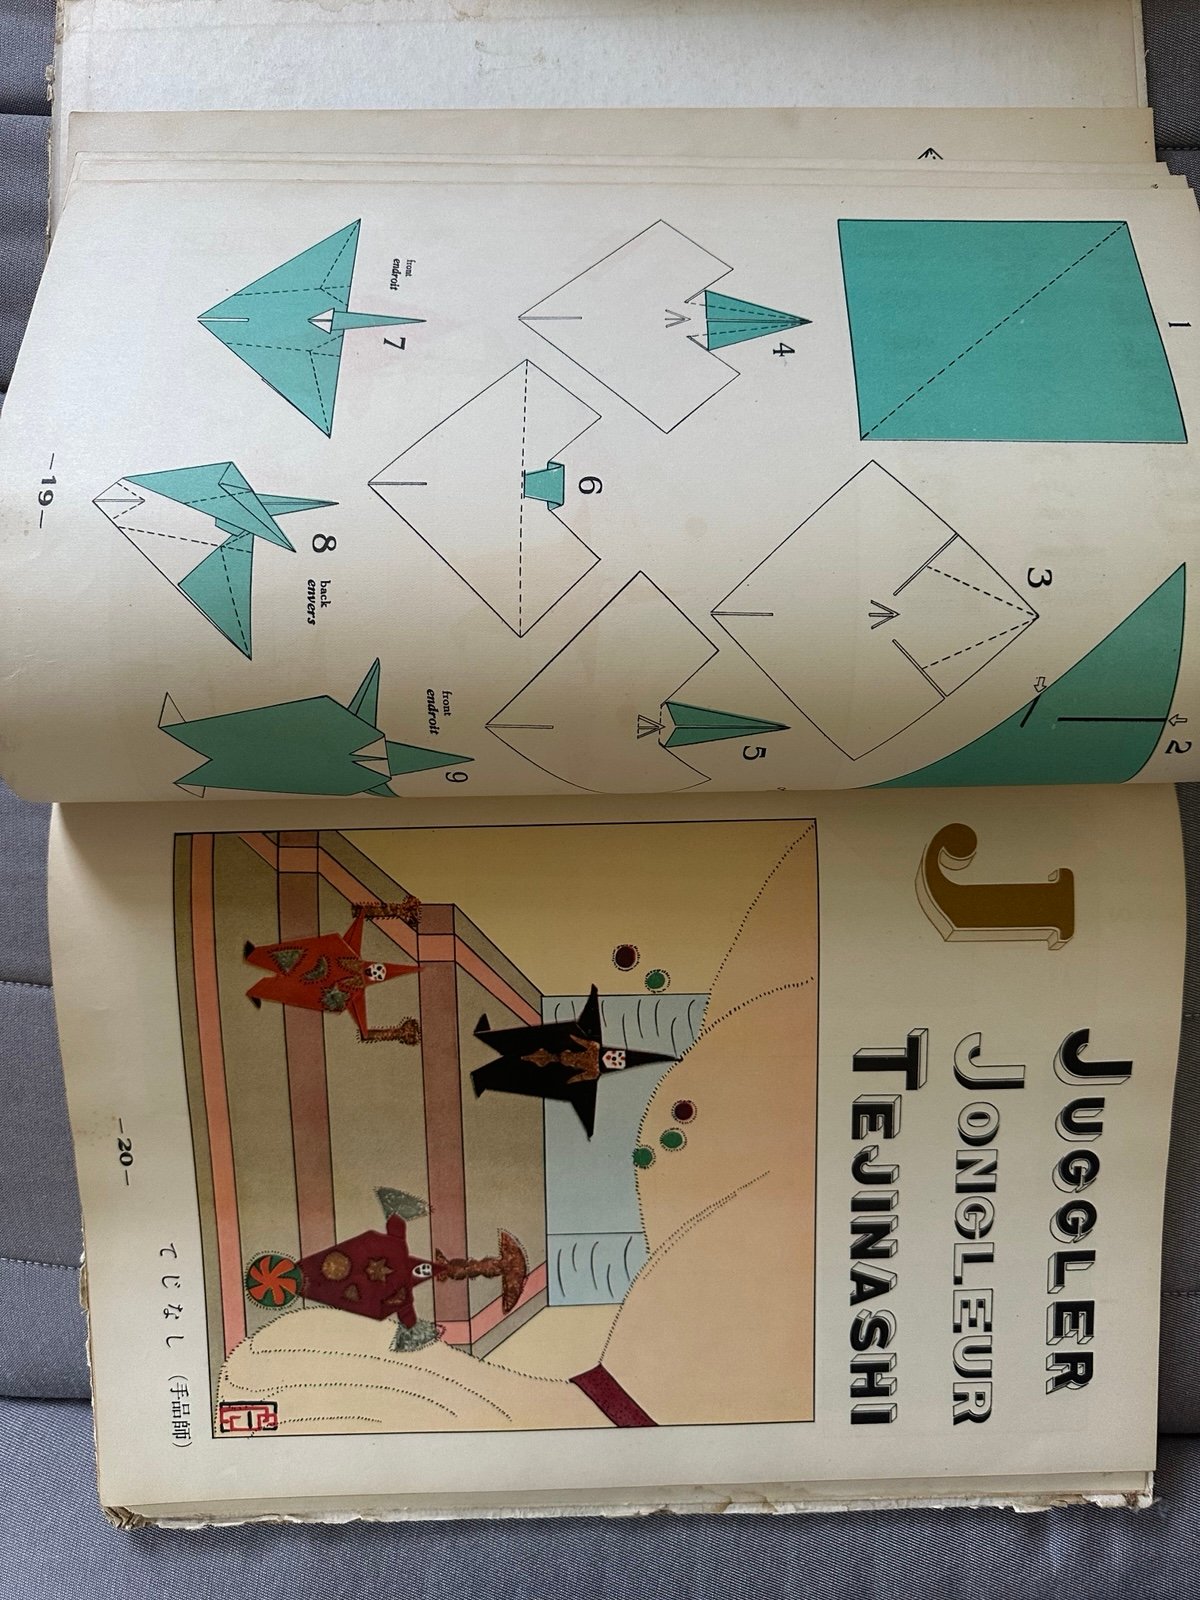 1
2
3
4
5
6
front
endroit
7
8
back
envers
front
endroit
9
—19—
J
JUGGLER
JONGLEUR
TEJINASHI
—20—
てじなし (手品師)